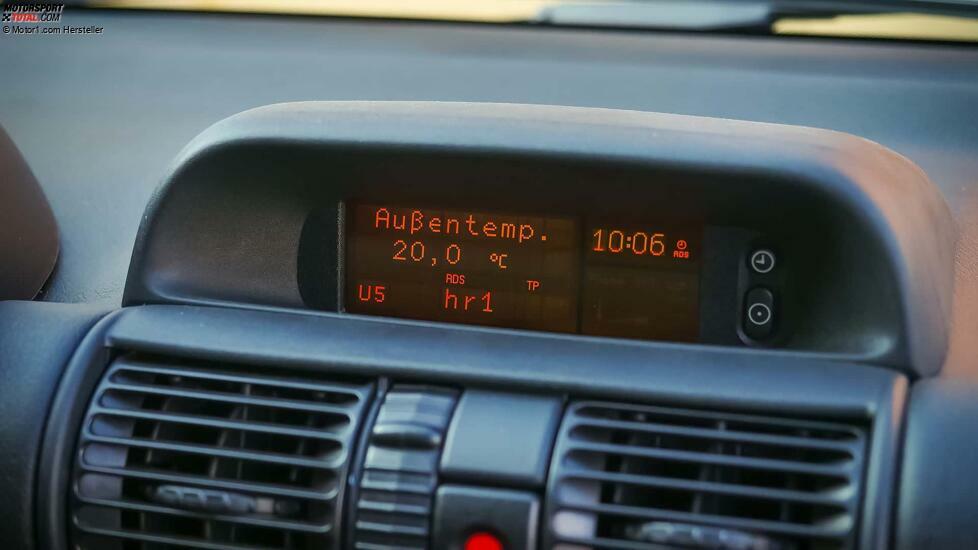 MOTORSPORT
TOTAL.COM
© Motor1.com Hersteller
Außentemp.
20,0 °C
10:06
RDS
RDS
TP
U5
hr1